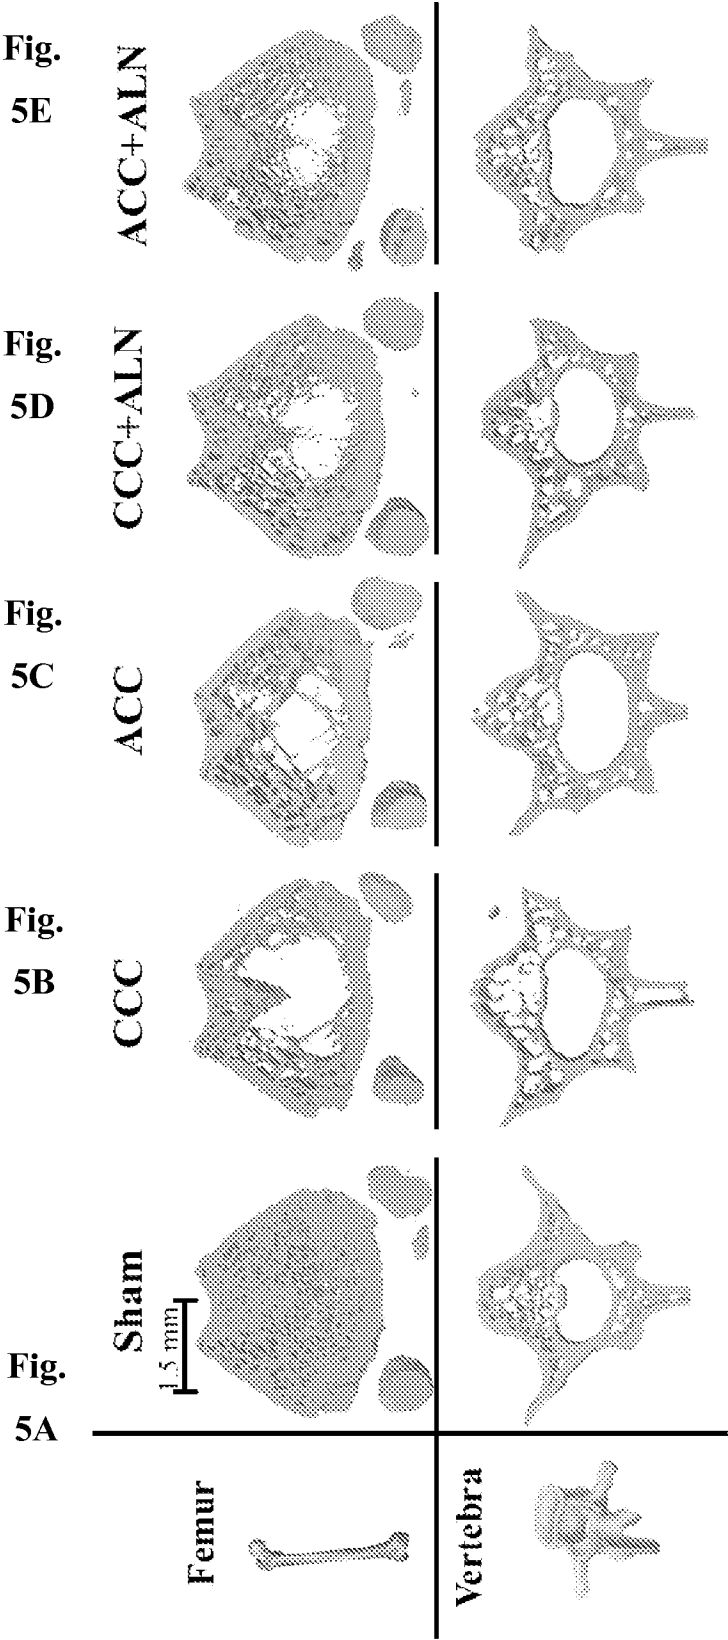 Fig.
5E
ACC+ALN
Fig.
5D
CCC+ALN
Fig.
5C
ACC
Fig.
5B
CCC
Fig.
5A
Sham
1.5 mm
Femur
Vertebra